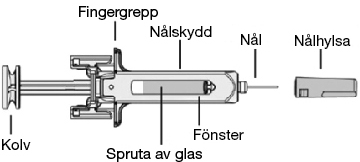 Fingergrepp
Nålskydd
Nål
Nålhylsa
Kolv
Fönster
Spruta av glas